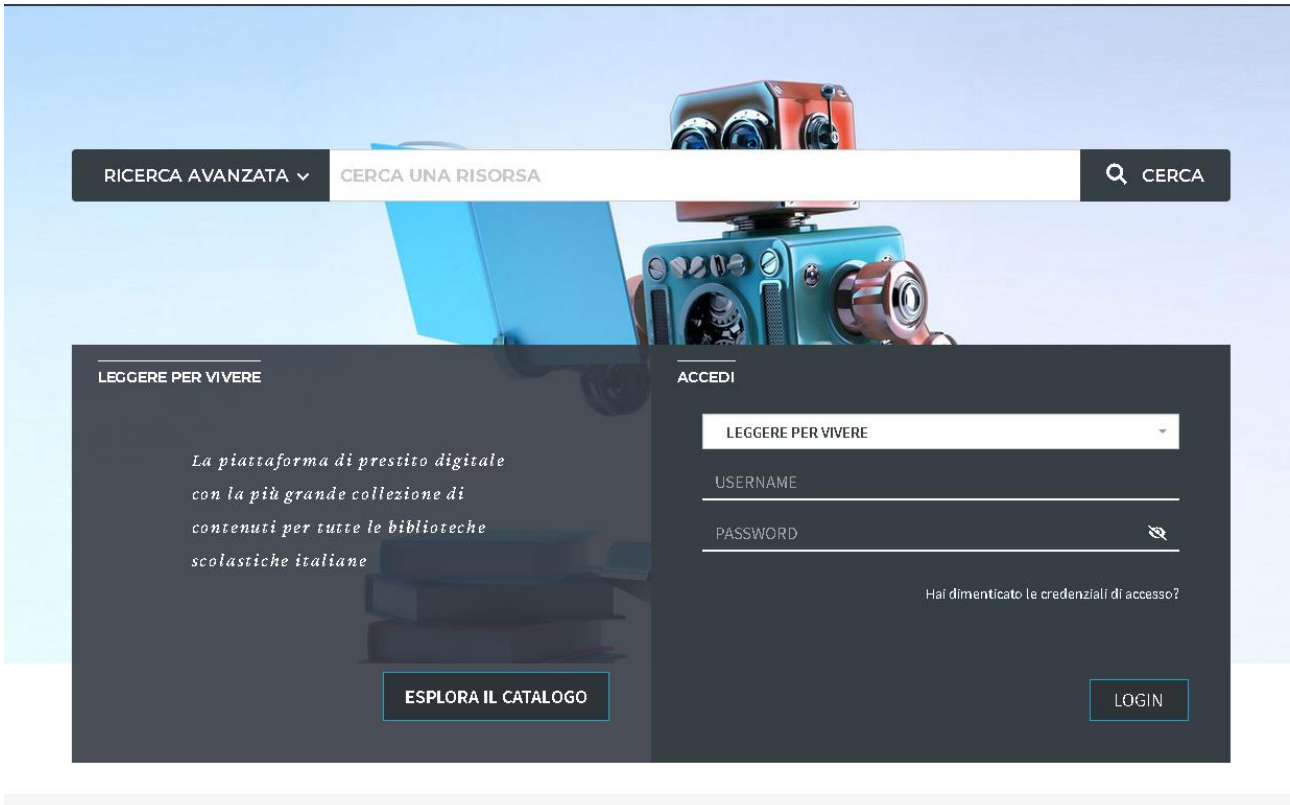 RICERCA AVANZATA
CERCA UNA RISORSA
CERCA
LEGGERE PER VIVERE
La piattaforma di prestito digitale
con la più grande collezione di
contenuti per tutte le biblioteche
scolastiche italiane
ESPLORA IL CATALOGO
ACCEDI
LEGGERE PER VIVERE
USERNAME
PASSWORD
Hai dimenticato le credenziali di accesso?
LOGIN